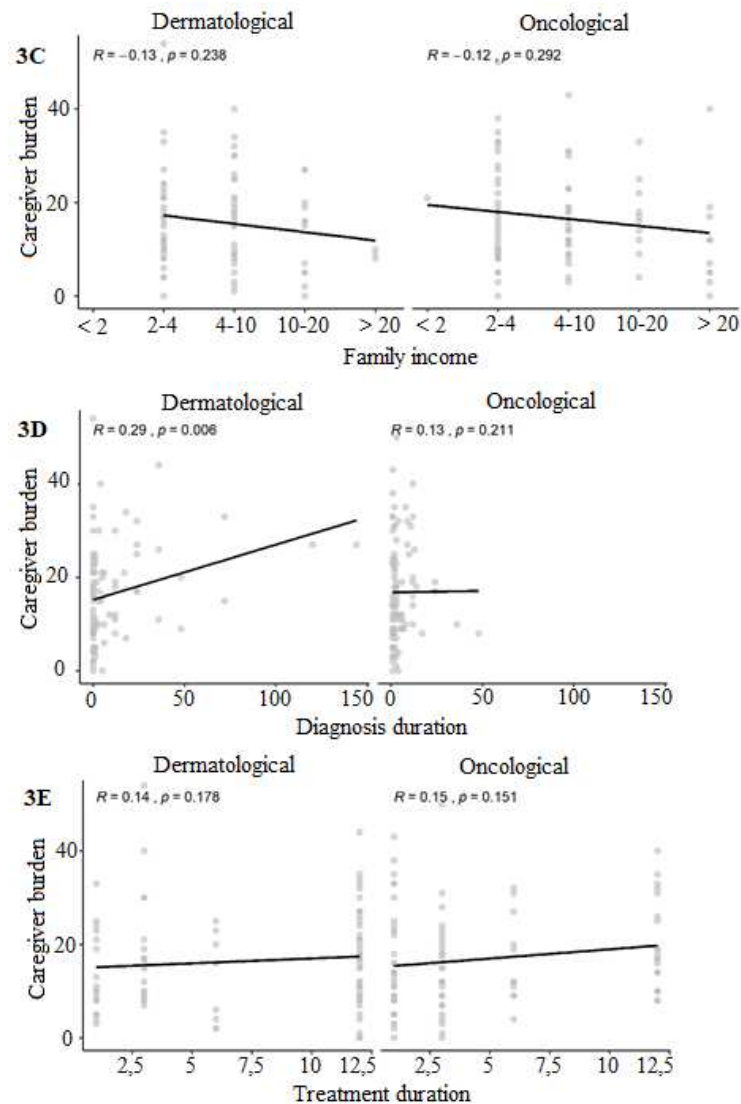 Dermatological Oncological
3C
R = −0.13 , p = 0.238 R = −0.12 , p = 0.292
Caregiver burden
40
20
0
< 2 2-4 4-10 10-20 > 20 < 2 2-4 4-10 10-20 > 20
Family income
Dermatological Oncological
3D
R = 0.29 , p = 0.006 R = 0.13 , p = 0.211
Caregiver burden
40
20
0
0 50 100 150 0 50 100 150
Diagnosis duration
Dermatological Oncological
3E
R = 0.14 , p = 0.178 R = 0.15 , p = 0.151
Caregiver burden
40
20
0
2,5 5 7,5 10 12,5 2,5 5 7,5 10 12,5
Treatment duration